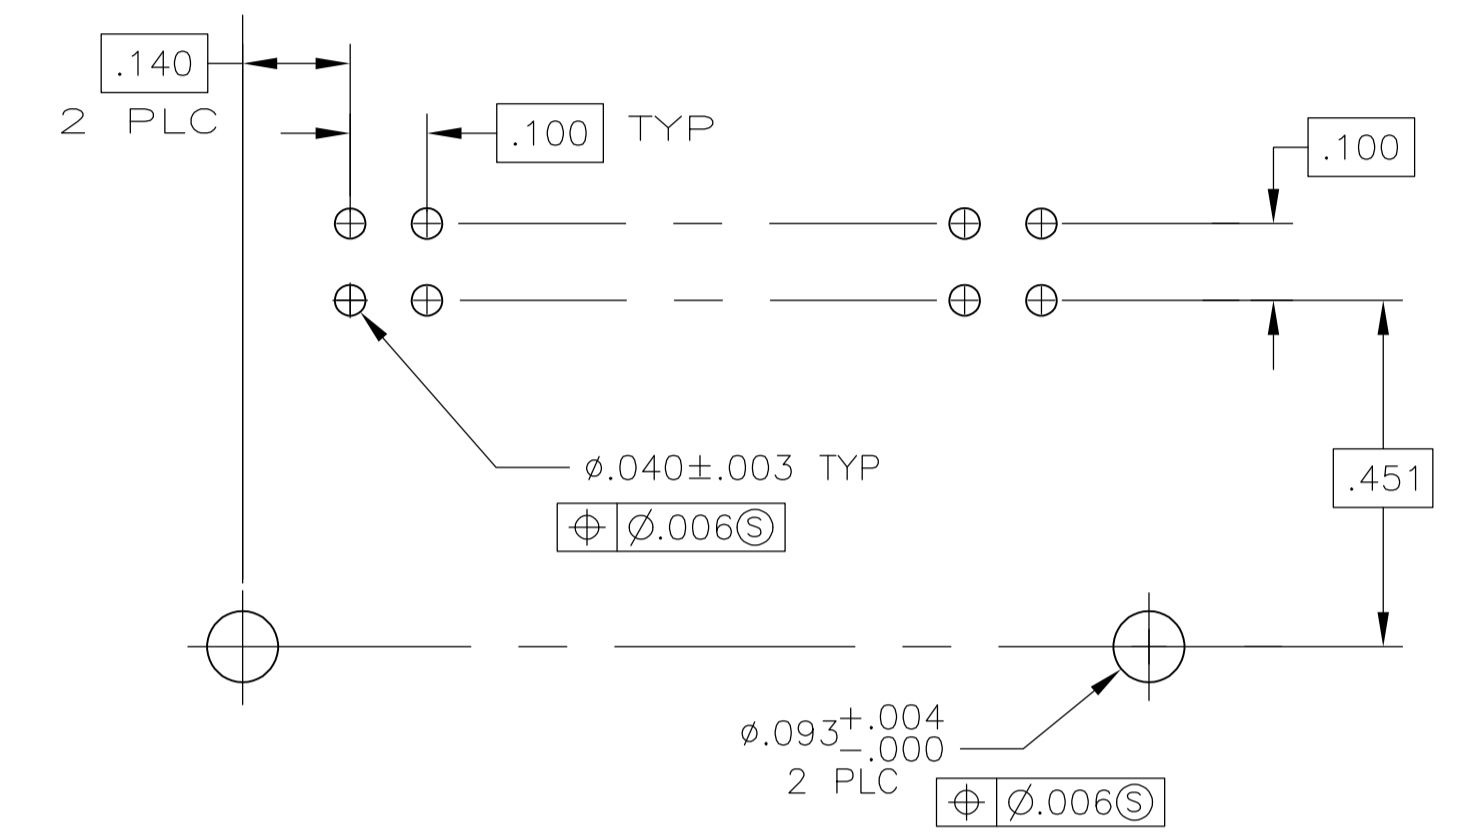 .140
2 PLC
.100 TYP
.100
⌀.040±.003 TYP
⌖ ⌀.006Ⓢ
.451
⌀.093+.004
-.000
2 PLC
⌖ ⌀.006Ⓢ